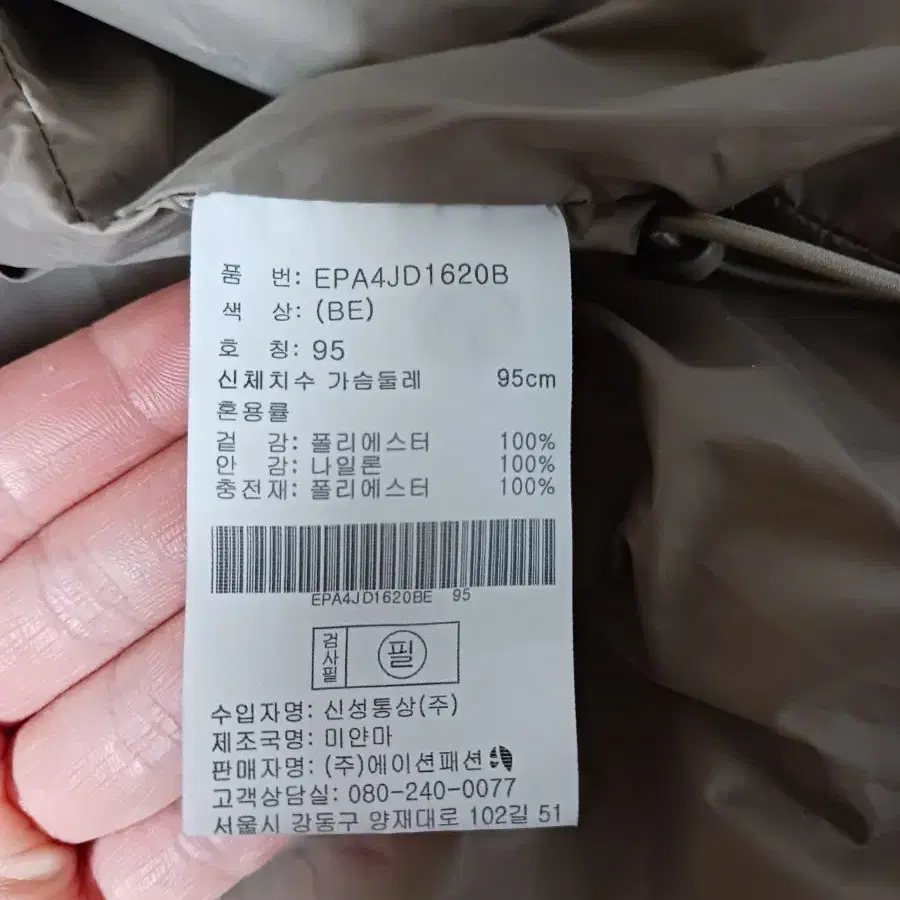 품 번: EPA4JD1620B
색 상: (BE)
호 칭: 95
신체치수 가슴둘레 95cm
혼용률
겉 감: 폴리에스터 100%
안 감: 나일론 100%
충전재: 폴리에스터 100%
EPA4JD1620BE 95
검사필 필
수입자명: 신성통상(주)
제조국명: 미얀마
판매자명: (주)에이션패션
고객상담실: 080-240-0077
서울시 강동구 양재대로 102길 51